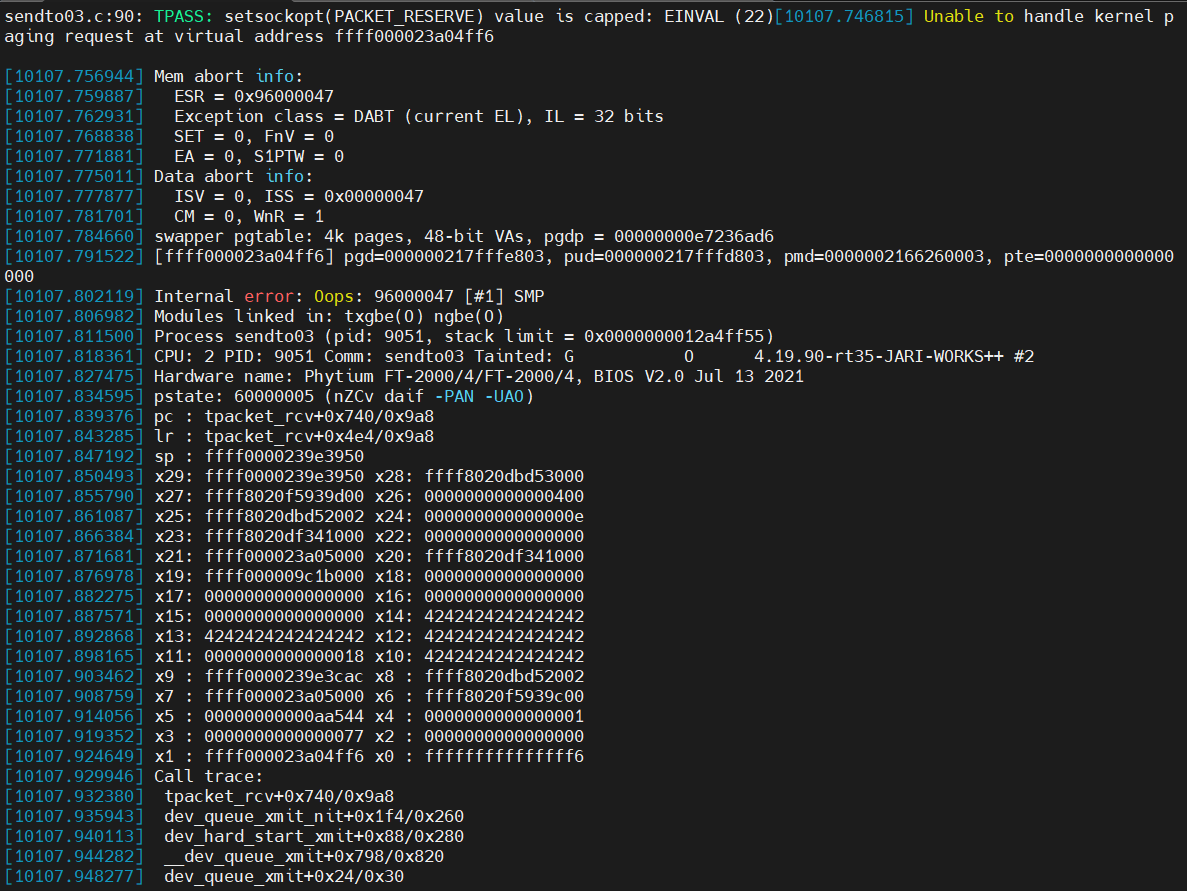 sendto03.c:90: TPASS: setsockopt(PACKET_RESERVE) value is capped: EINVAL (22)[10107.746815] Unable to handle kernel p
aging request at virtual address ffff000023a04ff6
[10107.756944] Mem abort info:
[10107.759887]   ESR = 0x96000047
[10107.762931]   Exception class = DABT (current EL), IL = 32 bits
[10107.768838]   SET = 0, FnV = 0
[10107.771881]   EA = 0, S1PTW = 0
[10107.775011] Data abort info:
[10107.777877]   ISV = 0, ISS = 0x00000047
[10107.781701]   CM = 0, WnR = 1
[10107.784660] swapper pgtable: 4k pages, 48-bit VAs, pgdp = 00000000e7236ad6
[10107.791522] [ffff000023a04ff6] pgd=000000217fffe803, pud=000000217fffd803, pmd=0000002166260003, pte=0000000000000
000
[10107.802119] Internal error: Oops: 96000047 [#1] SMP
[10107.806982] Modules linked in: txgbe(O) ngbe(O)
[10107.811500] Process sendto03 (pid: 9051, stack limit = 0x0000000012a4ff55)
[10107.818361] CPU: 2 PID: 9051 Comm: sendto03 Tainted: G           O      4.19.90-rt35-JARI-WORKS++ #2
[10107.827475] Hardware name: Phytium FT-2000/4/FT-2000/4, BIOS V2.0 Jul 13 2021
[10107.834595] pstate: 60000005 (nZCv daif -PAN -UAO)
[10107.839376] pc : tpacket_rcv+0x740/0x9a8
[10107.843285] lr : tpacket_rcv+0x4e4/0x9a8
[10107.847192] sp : ffff0000239e3950
[10107.850493] x29: ffff0000239e3950 x28: ffff8020dbd53000
[10107.855790] x27: ffff8020f5939d00 x26: 0000000000000400
[10107.861087] x25: ffff8020dbd52002 x24: 000000000000000e
[10107.866384] x23: ffff8020df341000 x22: 0000000000000000
[10107.871681] x21: ffff000023a05000 x20: ffff8020df341000
[10107.876978] x19: ffff000009c1b000 x18: 0000000000000000
[10107.882275] x17: 0000000000000000 x16: 0000000000000000
[10107.887571] x15: 0000000000000000 x14: 4242424242424242
[10107.892868] x13: 4242424242424242 x12: 4242424242424242
[10107.898165] x11: 0000000000000018 x10: 4242424242424242
[10107.903462] x9 : ffff0000239e3cac x8 : ffff8020dbd52002
[10107.908759] x7 : ffff000023a05000 x6 : ffff8020f5939c00
[10107.914056] x5 : 00000000000aa544 x4 : 0000000000000001
[10107.919352] x3 : 0000000000000077 x2 : 0000000000000000
[10107.924649] x1 : ffff000023a04ff6 x0 : fffffffffffffff6
[10107.929946] Call trace:
[10107.932380]  tpacket_rcv+0x740/0x9a8
[10107.935943]  dev_queue_xmit_nit+0x1f4/0x260
[10107.940113]  dev_hard_start_xmit+0x88/0x280
[10107.944282]  __dev_queue_xmit+0x798/0x820
[10107.948277]  dev_queue_xmit+0x24/0x30